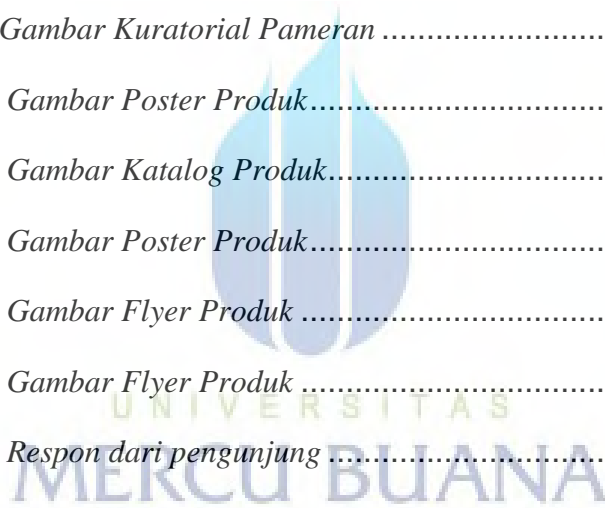 Gambar Kuratorial Pameran ..........................
Gambar Poster Produk..................................
Gambar Katalog Produk................................
Gambar Poster Produk..................................
Gambar Flyer Produk ...................................
Gambar Flyer Produk ...................................
UNIVERSITAS
Respon dari pengunjung ................................
MERCU BUANA